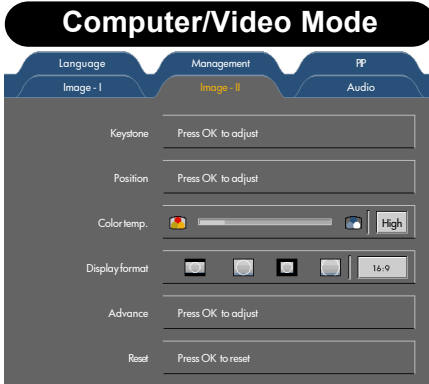 Computer/Video Mode
Language Management PIP
Image - I Image - II Audio
Keystone Press OK to adjust
Position Press OK to adjust
Color temp. High
Display format 16:9
Advance Press OK to adjust
Reset Press OK to reset